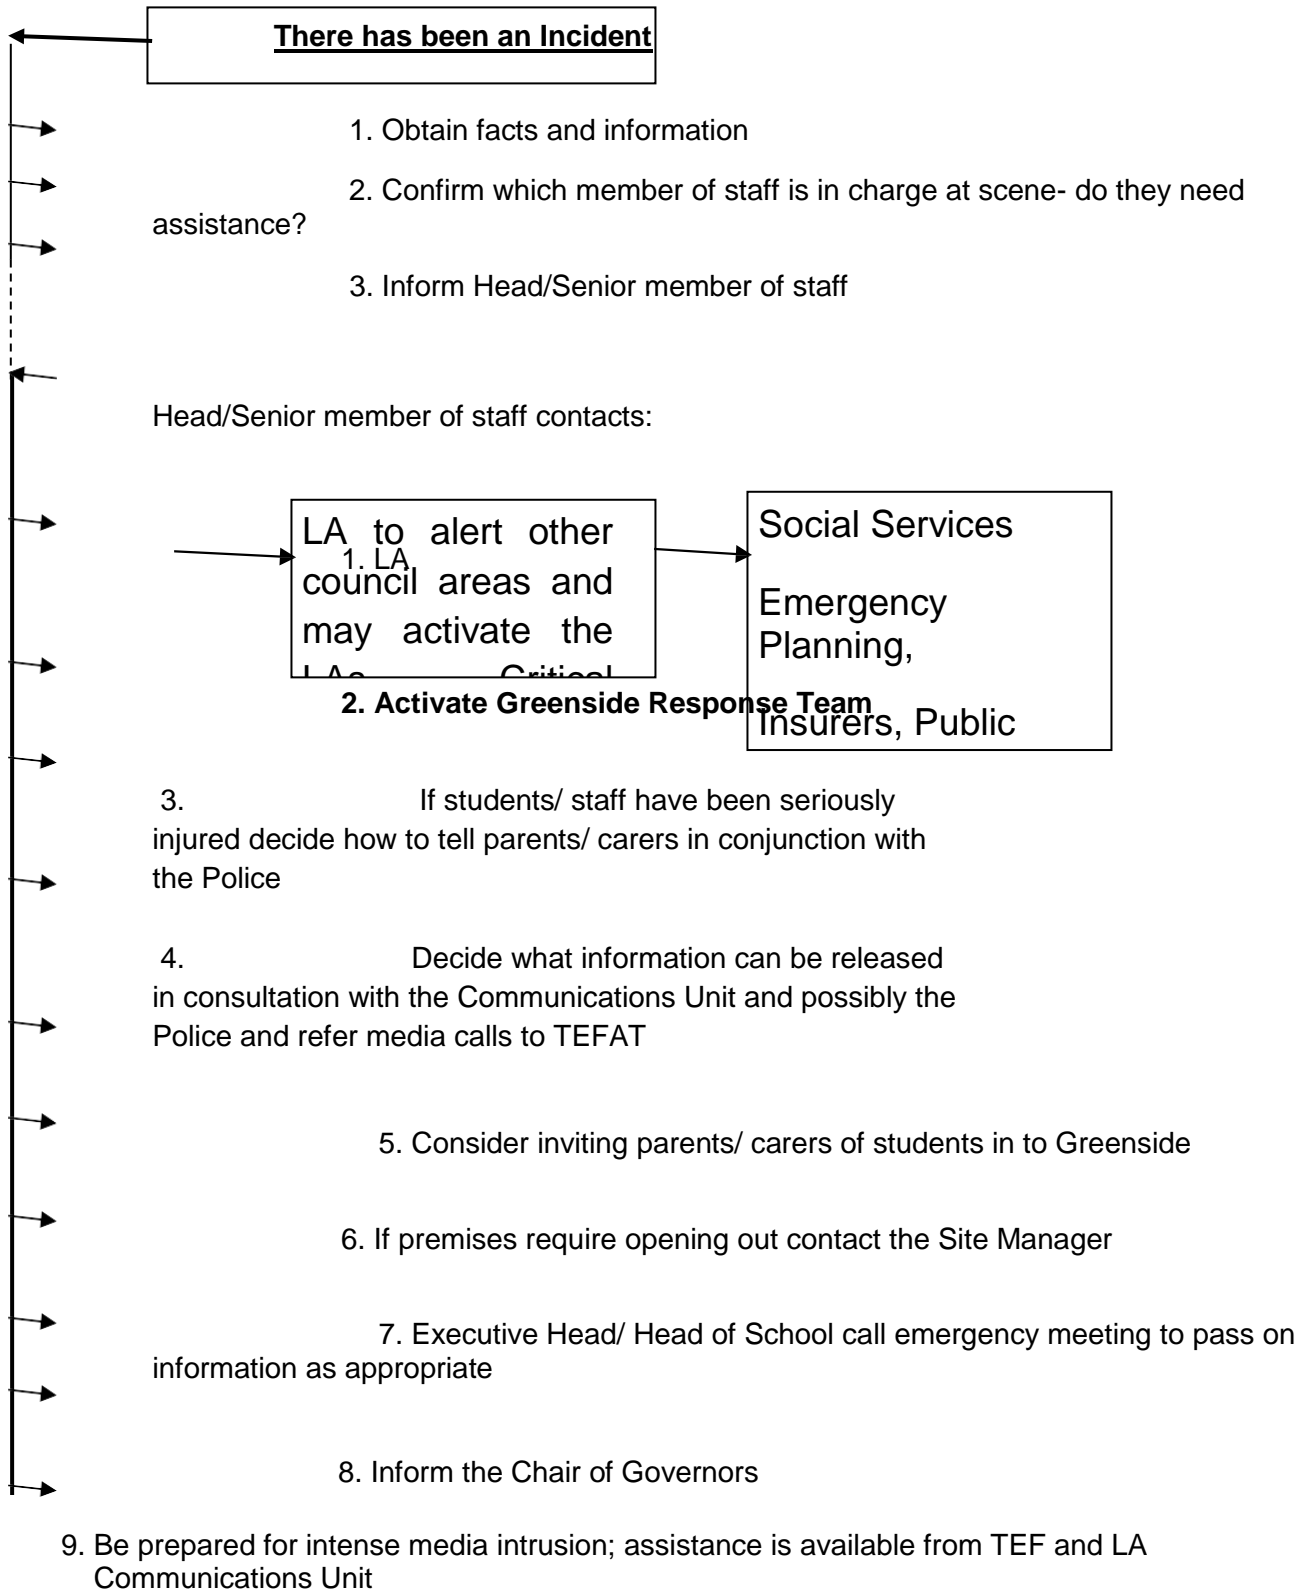 There has been an Incident
1. Obtain facts and information
2. Confirm which member of staff is in charge at scene- do they need
assistance?
3. Inform Head/Senior member of staff
Head/Senior member of staff contacts:
1. LA
LA to alert other
council areas and
may activate the
LAs Critical
Social Services
Emergency
Planning,
Insurers, Public
2. Activate Greenside Response Team
3. If students/ staff have been seriously
injured decide how to tell parents/ carers in conjunction with
the Police
4. Decide what information can be released
in consultation with the Communications Unit and possibly the
Police and refer media calls to TEFAT
5. Consider inviting parents/ carers of students in to Greenside
6. If premises require opening out contact the Site Manager
7. Executive Head/ Head of School call emergency meeting to pass on
information as appropriate
8. Inform the Chair of Governors
9. Be prepared for intense media intrusion; assistance is available from TEF and LA
Communications Unit